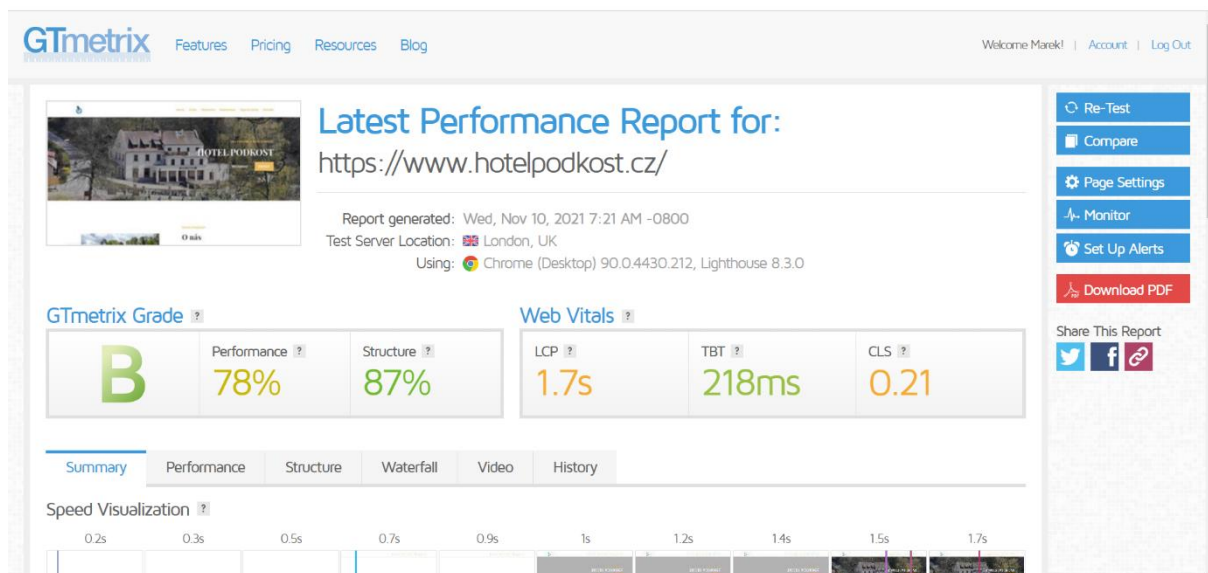 GTmetrix Features Pricing Resources Blog Welcome Marek! | Account | Log Out
HOTEL PODKOST
O nás
Latest Performance Report for:
https://www.hotelpodkost.cz/
Report generated: Wed, Nov 10, 2021 7:21 AM -0800
Test Server Location: London, UK
Using: Chrome (Desktop) 90.0.4430.212, Lighthouse 8.3.0
Re-Test
Compare
Page Settings
Monitor
Set Up Alerts
Download PDF
Share This Report
GTmetrix Grade ?
B
Performance ?
78%
Structure ?
87%
Web Vitals ?
LCP ?
1.7s
TBT ?
218ms
CLS ?
0.21
Summary Performance Structure Waterfall Video History
Speed Visualization ?
0.2s 0.3s 0.5s 0.7s 0.9s 1s 1.2s 1.4s 1.5s 1.7s